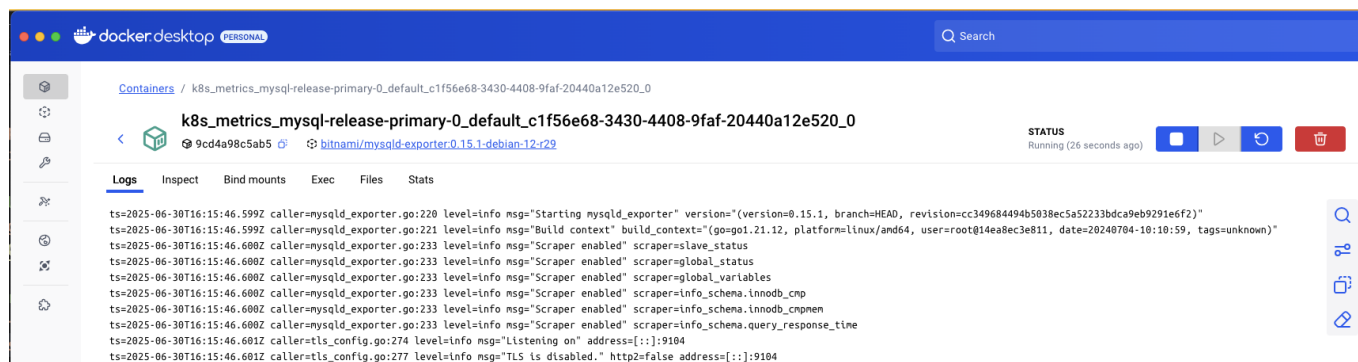 docker.desktop PERSONAL
Search
Containers / k8s_metrics_mysql-release-primary-0_default_c1f56e68-3430-4408-9faf-20440a12e520_0
k8s_metrics_mysql-release-primary-0_default_c1f56e68-3430-4408-9faf-20440a12e520_0
9cd4a98c5ab5 bitnami/mysqld-exporter:0.15.1-debian-12-r29
STATUS
Running (26 seconds ago)
Logs Inspect Bind mounts Exec Files Stats
ts=2025-06-30T16:15:46.599Z caller=mysqld_exporter.go:220 level=info msg="Starting mysqld_exporter" version="(version=0.15.1, branch=HEAD, revision=cc349684494b5038ec5a52233bdca9eb9291e6f2)"
ts=2025-06-30T16:15:46.599Z caller=mysqld_exporter.go:221 level=info msg="Build context" build_context="(go=go1.21.12, platform=linux/amd64, user=root@14ea8ec3e811, date=20240704-10:10:59, tags=unknown)"
ts=2025-06-30T16:15:46.600Z caller=mysqld_exporter.go:233 level=info msg="Scraper enabled" scraper=slave_status
ts=2025-06-30T16:15:46.600Z caller=mysqld_exporter.go:233 level=info msg="Scraper enabled" scraper=global_status
ts=2025-06-30T16:15:46.600Z caller=mysqld_exporter.go:233 level=info msg="Scraper enabled" scraper=global_variables
ts=2025-06-30T16:15:46.600Z caller=mysqld_exporter.go:233 level=info msg="Scraper enabled" scraper=info_schema.innodb_cmp
ts=2025-06-30T16:15:46.600Z caller=mysqld_exporter.go:233 level=info msg="Scraper enabled" scraper=info_schema.innodb_cmpmem
ts=2025-06-30T16:15:46.600Z caller=mysqld_exporter.go:233 level=info msg="Scraper enabled" scraper=info_schema.query_response_time
ts=2025-06-30T16:15:46.601Z caller=tls_config.go:274 level=info msg="Listening on" address=[::]:9104
ts=2025-06-30T16:15:46.601Z caller=tls_config.go:277 level=info msg="TLS is disabled." http2=false address=[::]:9104